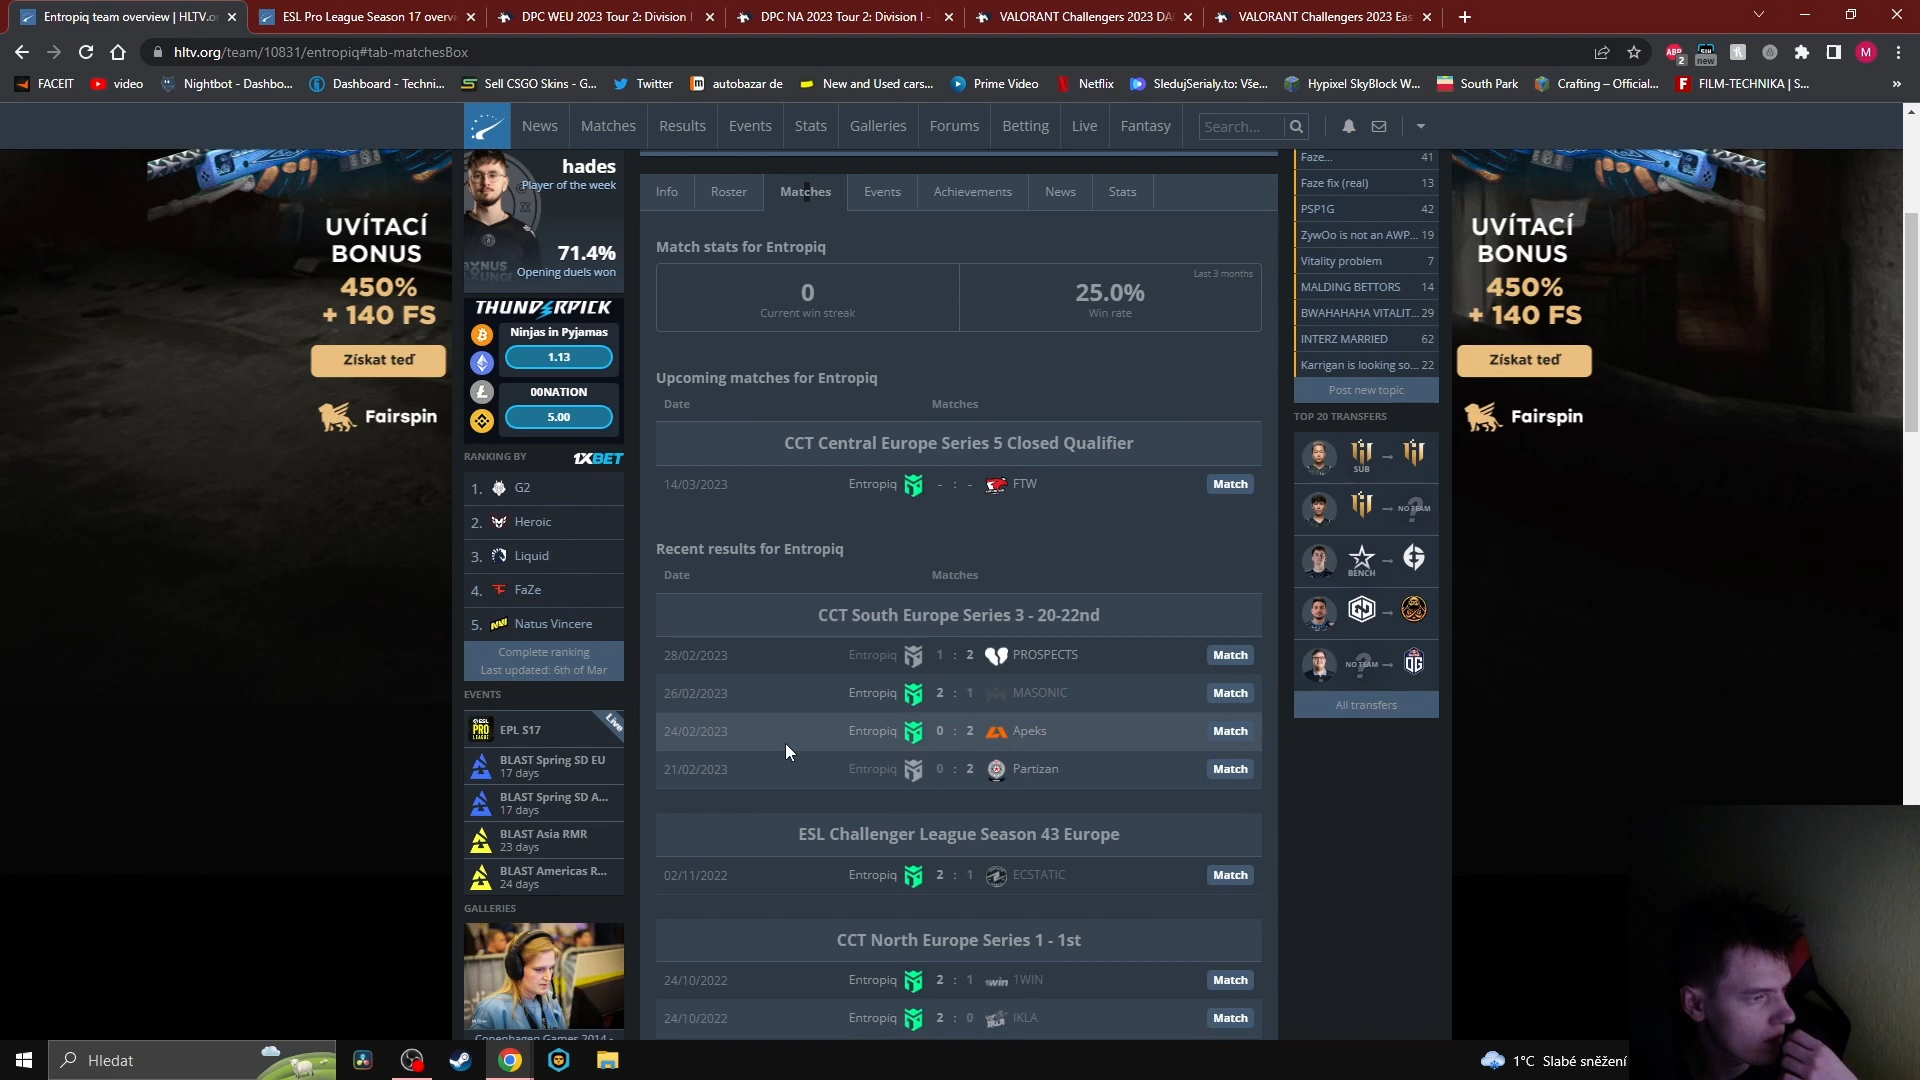 Entropiq team overview | HLTV.or
ESL Pro League Season 17 overvi
DPC WEU 2023 Tour 2: Division I
DPC NA 2023 Tour 2: Division I -
VALORANT Challengers 2023 DA
VALORANT Challengers 2023 Eas
hltv.org/team/10831/entropiq#tab-matchesBox
ABP
2
new
M
FACEIT
video
Nightbot - Dashbo...
Dashboard - Techni...
Sell CSGO Skins - G...
Twitter
autobazar de
New and Used cars...
Prime Video
Netflix
SledujSerialy.to: Vše...
Hypixel SkyBlock W...
South Park
Crafting – Official...
FILM-TECHNIKA | S...
»
News
Matches
Results
Events
Stats
Galleries
Forums
Betting
Live
Fantasy
Search...
UVÍTACÍ
BONUS
450%
+ 140 FS
Získat teď
Fairspin
hades
Player of the week
71.4%
Opening duels won
THUNDERPICK
Ninjas in Pyjamas
1.13
00NATION
5.00
RANKING BY 1XBET
1. G2
2. Heroic
3. Liquid
4. FaZe
5. Natus Vincere
Complete ranking
Last updated: 6th of Mar
EVENTS
EPL S17
Live
BLAST Spring SD EU
17 days
BLAST Spring SD A...
17 days
BLAST Asia RMR
23 days
BLAST Americas R...
24 days
GALLERIES
Copenhagen Games 2014 -
Info
Roster
Matches
Events
Achievements
News
Stats
Match stats for Entropiq
0
Current win streak
Last 3 months
25.0%
Win rate
Upcoming matches for Entropiq
Date Matches
CCT Central Europe Series 5 Closed Qualifier
14/03/2023 Entropiq - : - FTW Match
Recent results for Entropiq
Date Matches
CCT South Europe Series 3 - 20-22nd
28/02/2023 Entropiq 1 : 2 PROSPECTS Match
26/02/2023 Entropiq 2 : 1 MASONIC Match
24/02/2023 Entropiq 0 : 2 Apeks Match
21/02/2023 Entropiq 0 : 2 Partizan Match
ESL Challenger League Season 43 Europe
02/11/2022 Entropiq 2 : 1 ECSTATIC Match
CCT North Europe Series 1 - 1st
24/10/2022 Entropiq 2 : 1 1WIN Match
24/10/2022 Entropiq 2 : 0 IKLA Match
Faze... 41
Faze fix (real) 13
PSP1G 42
ZywOo is not an AWP... 19
Vitality problem 7
MALDING BETTORS 14
BWAHAHAHA VITALIT... 29
INTERZ MARRIED 62
Karrigan is looking so... 22
Post new topic
TOP 20 TRANSFERS
SUB
NO TEAM
BENCH
NO TEAM
All transfers
UVÍTACÍ
BONUS
450%
+ 140 FS
Získat teď
Fairspin
Hledat
1°C Slabé sněžení